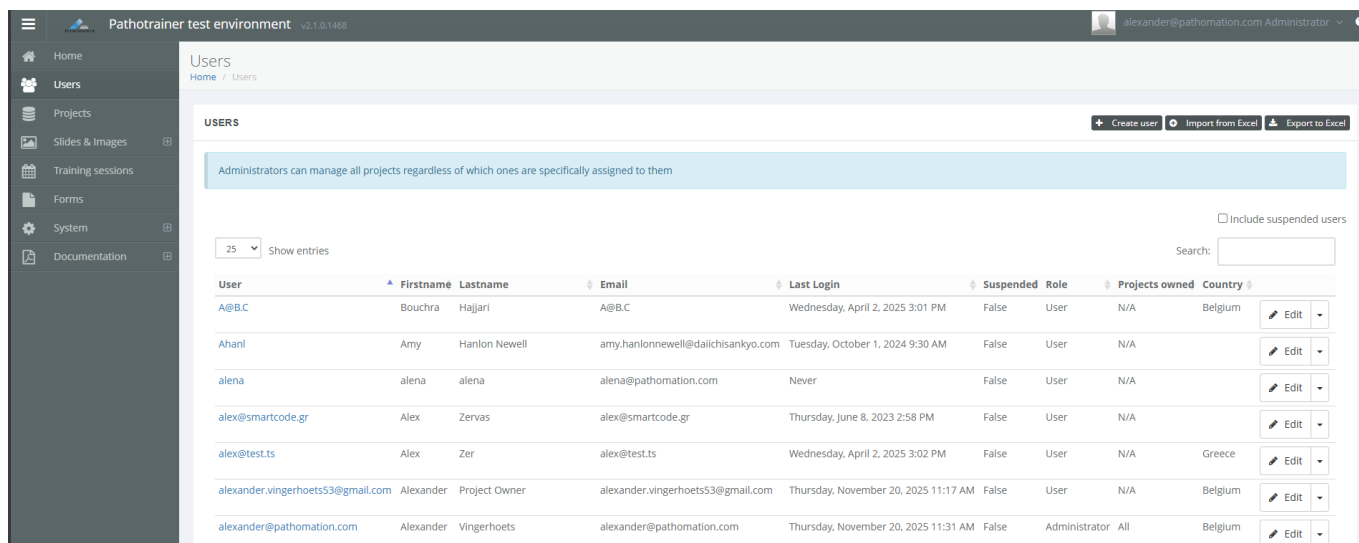 Pathotrainer test environment v2.1.0.1468 alexander@pathomation.com Administrator
Home
Users
Projects
Slides & Images
Training sessions
Forms
System
Documentation
Users
Home / Users
USERS
Create user Import from Excel Export to Excel
Administrators can manage all projects regardless of which ones are specifically assigned to them
Include suspended users
25 Show entries Search:
User Firstname Lastname Email Last Login Suspended Role Projects owned Country
A@B.C Bouchra Hajjari A@B.C Wednesday, April 2, 2025 3:01 PM False User N/A Belgium Edit
Ahanl Amy Hanlon Newell amy.hanlonnewell@daiichisankyo.com Tuesday, October 1, 2024 9:30 AM False User N/A Edit
alena alena alena alena@pathomation.com Never False User N/A Edit
alex@smartcode.gr Alex Zervas alex@smartcode.gr Thursday, June 8, 2023 2:58 PM False User N/A Edit
alex@test.ts Alex Zer alex@test.ts Wednesday, April 2, 2025 3:02 PM False User N/A Greece Edit
alexander.vingerhoets53@gmail.com Alexander Project Owner alexander.vingerhoets53@gmail.com Thursday, November 20, 2025 11:17 AM False User N/A Belgium Edit
alexander@pathomation.com Alexander Vingerhoets alexander@pathomation.com Thursday, November 20, 2025 11:31 AM False Administrator All Belgium Edit